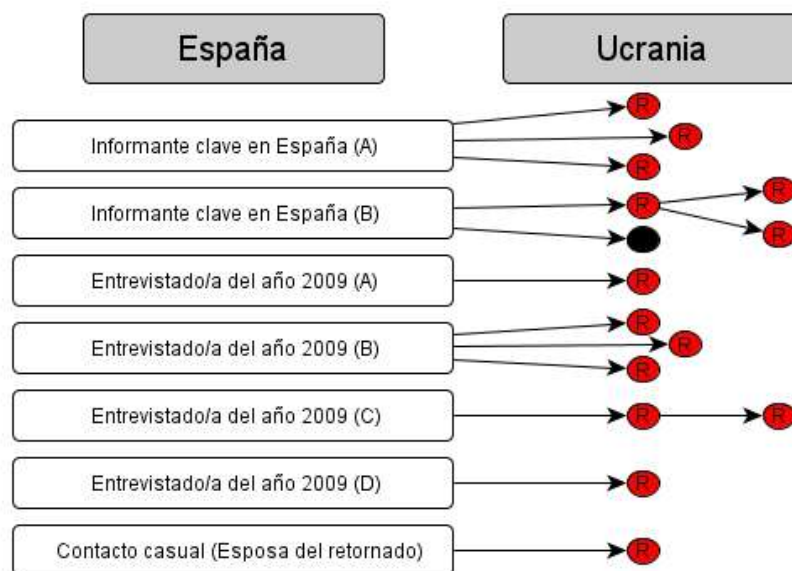 España
Ucrania
R
R
Informante clave en España (A)
R
R
R
Informante clave en España (B)
R
Entrevistado/a del año 2009 (A)
R
R
Entrevistado/a del año 2009 (B)
R
R
Entrevistado/a del año 2009 (C)
R
R
Entrevistado/a del año 2009 (D)
R
Contacto casual (Esposa del retornado)
R